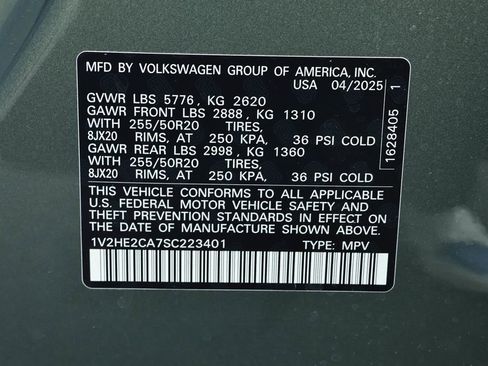 MFD BY VOLKSWAGEN GROUP OF AMERICA, INC.
USA 04/2025
GVWR LBS 5776, KG 2620
GAWR FRONT LBS 2888, KG 1310
WITH 255/50R20 TIRES,
8JX20 RIMS, AT 250 KPA, 36 PSI COLD
GAWR REAR LBS 2998, KG 1360
WITH 255/50R20 TIRES,
8JX20 RIMS, AT 250 KPA, 36 PSI COLD
THIS VEHICLE CONFORMS TO ALL APPLICABLE
U.S. FEDERAL MOTOR VEHICLE SAFETY AND
THEFT PREVENTION STANDARDS IN EFFECT ON
THE DATE OF MANUFACTURE SHOWN ABOVE.
1V2HE2CA7SC223401 TYPE: MPV
1628405 1